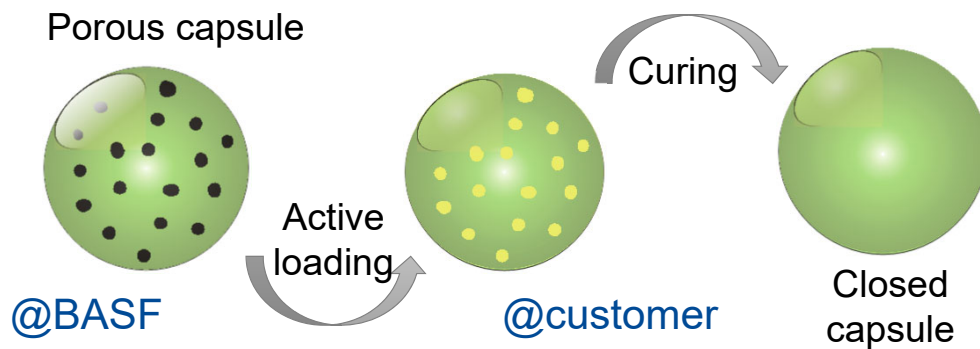 Porous capsule
Curing
Active
loading
@BASF
@customer
Closed
capsule